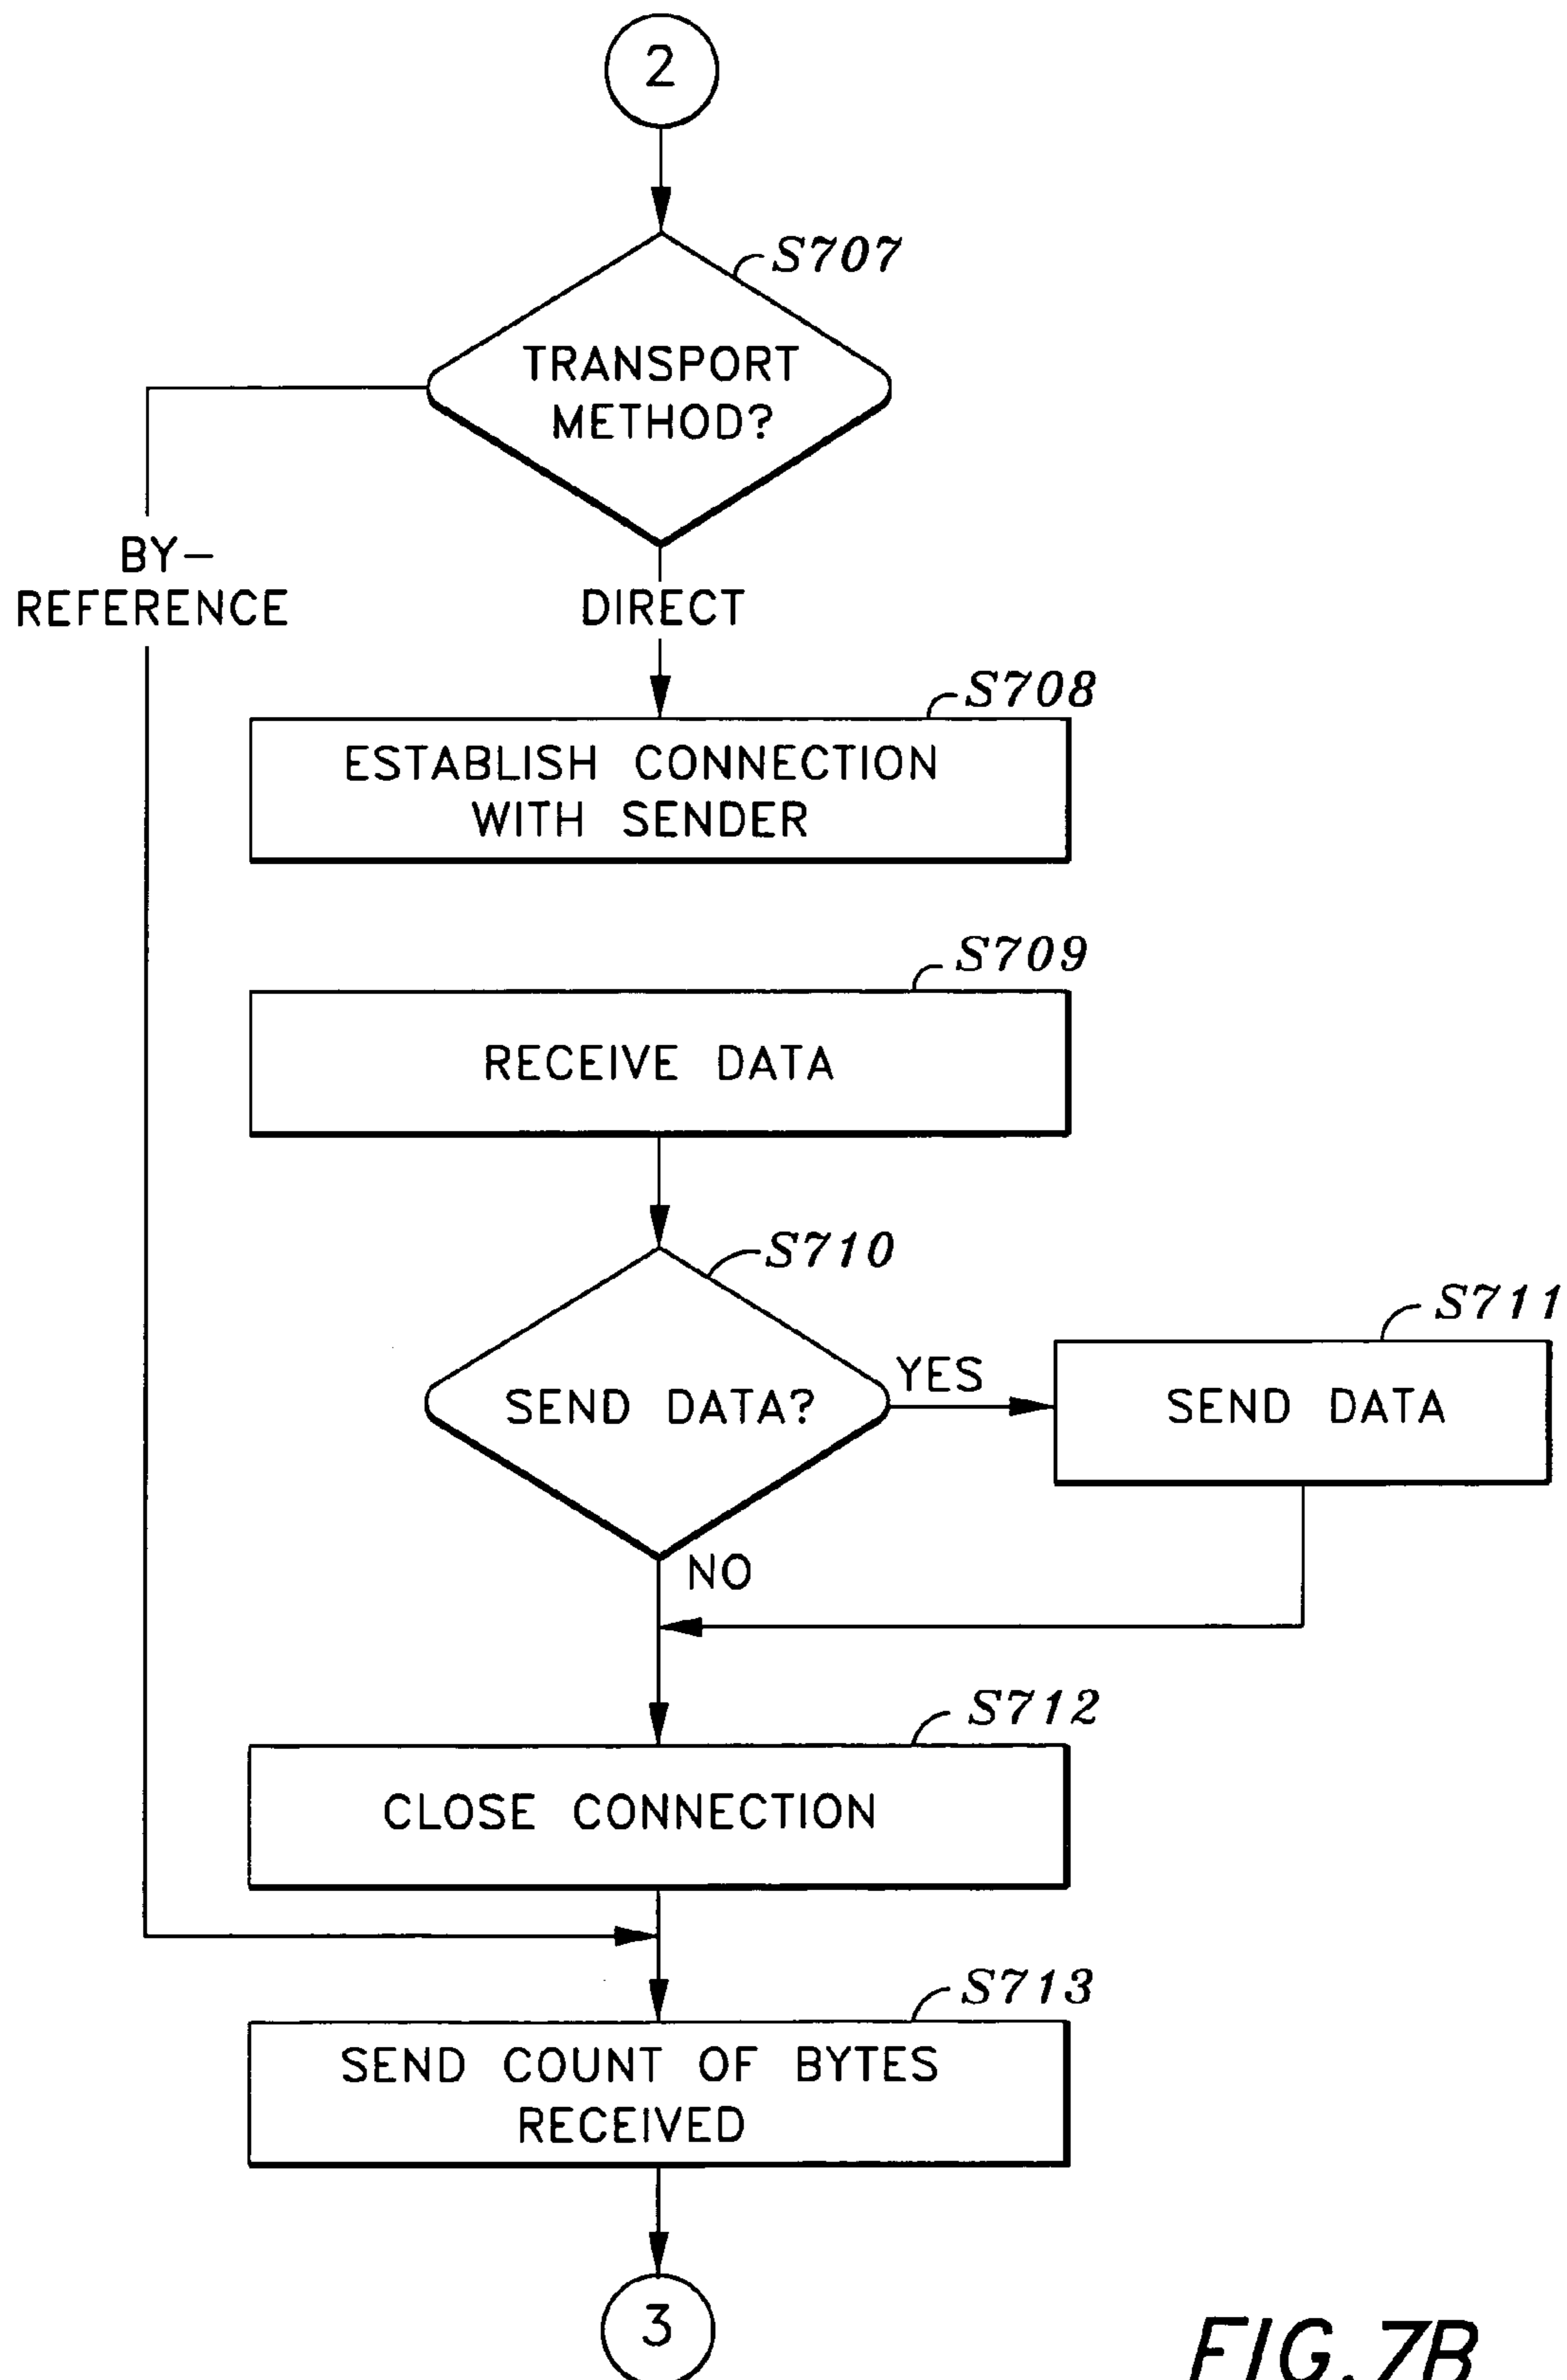 2
S707
TRANSPORT
METHOD?
BY-
REFERENCE
DIRECT
S708
ESTABLISH CONNECTION
WITH SENDER
S709
RECEIVE DATA
S710
SEND DATA?
YES
S711
SEND DATA
NO
S712
CLOSE CONNECTION
S713
SEND COUNT OF BYTES
RECEIVED
3
FIG.7B